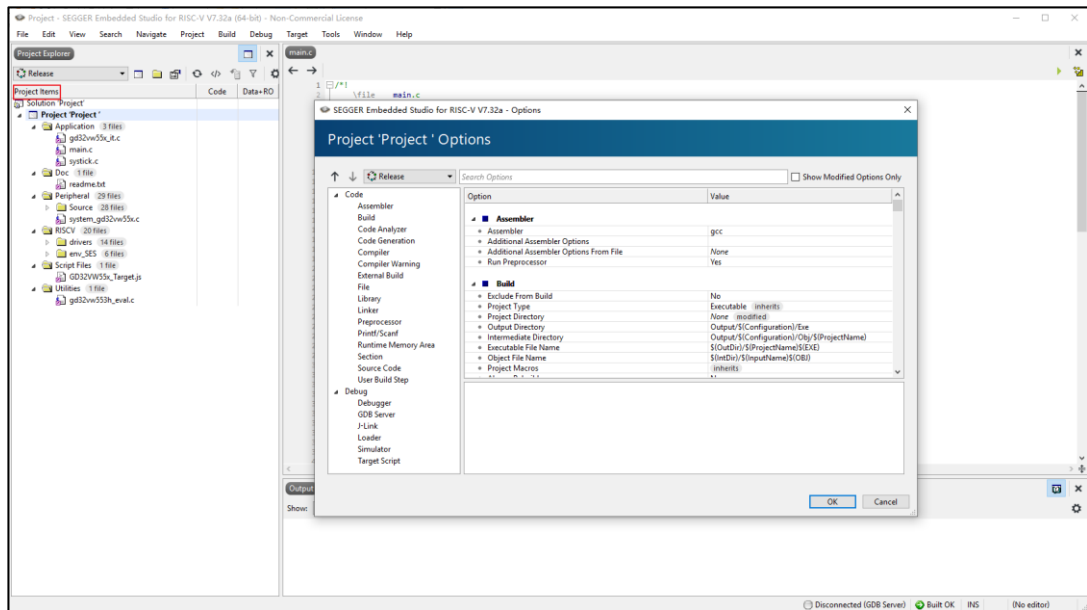 Project - SEGGER Embedded Studio for RISC-V V7.32a (64-bit) - Non-Commercial License
File Edit View Search Navigate Project Build Debug Target Tools Window Help
Project Explorer
Release
Project Items Code Data+RO
Solution 'Project'
Project 'Project '
Application 3 files
gd32vw55x_it.c
main.c
systick.c
Doc 1 file
readme.txt
Peripheral 29 files
Source 28 files
system_gd32vw55x.c
RISCV 20 files
drivers 14 files
env_SES 6 files
Script Files 1 file
GD32VW55x_Target.js
Utilities 1 file
gd32vw553h_eval.c
main.c
1 /*!
2 \file main.c
SEGGER Embedded Studio for RISC-V V7.32a - Options
Project 'Project ' Options
Release Search Options Show Modified Options Only
Code
Assembler
Build
Code Analyzer
Code Generation
Compiler
Compiler Warning
External Build
File
Library
Linker
Preprocessor
Printf/Scanf
Runtime Memory Area
Section
Source Code
User Build Step
Debug
Debugger
GDB Server
J-Link
Loader
Simulator
Target Script
Option Value
Assembler
Assembler gcc
Additional Assembler Options
Additional Assembler Options From File None
Run Preprocessor Yes
Build
Exclude From Build No
Project Type Executable inherits
Project Directory None modified
Output Directory Output/$(Configuration)/Exe
Intermediate Directory Output/$(Configuration)/Obj/$(ProjectName)
Executable File Name $(OutDir)/$(ProjectName)$(EXE)
Object File Name $(IntDir)/$(InputName)$(OBJ)
Project Macros inherits
OK Cancel
Output
Show:
Disconnected (GDB Server) Built OK INS (No editor)